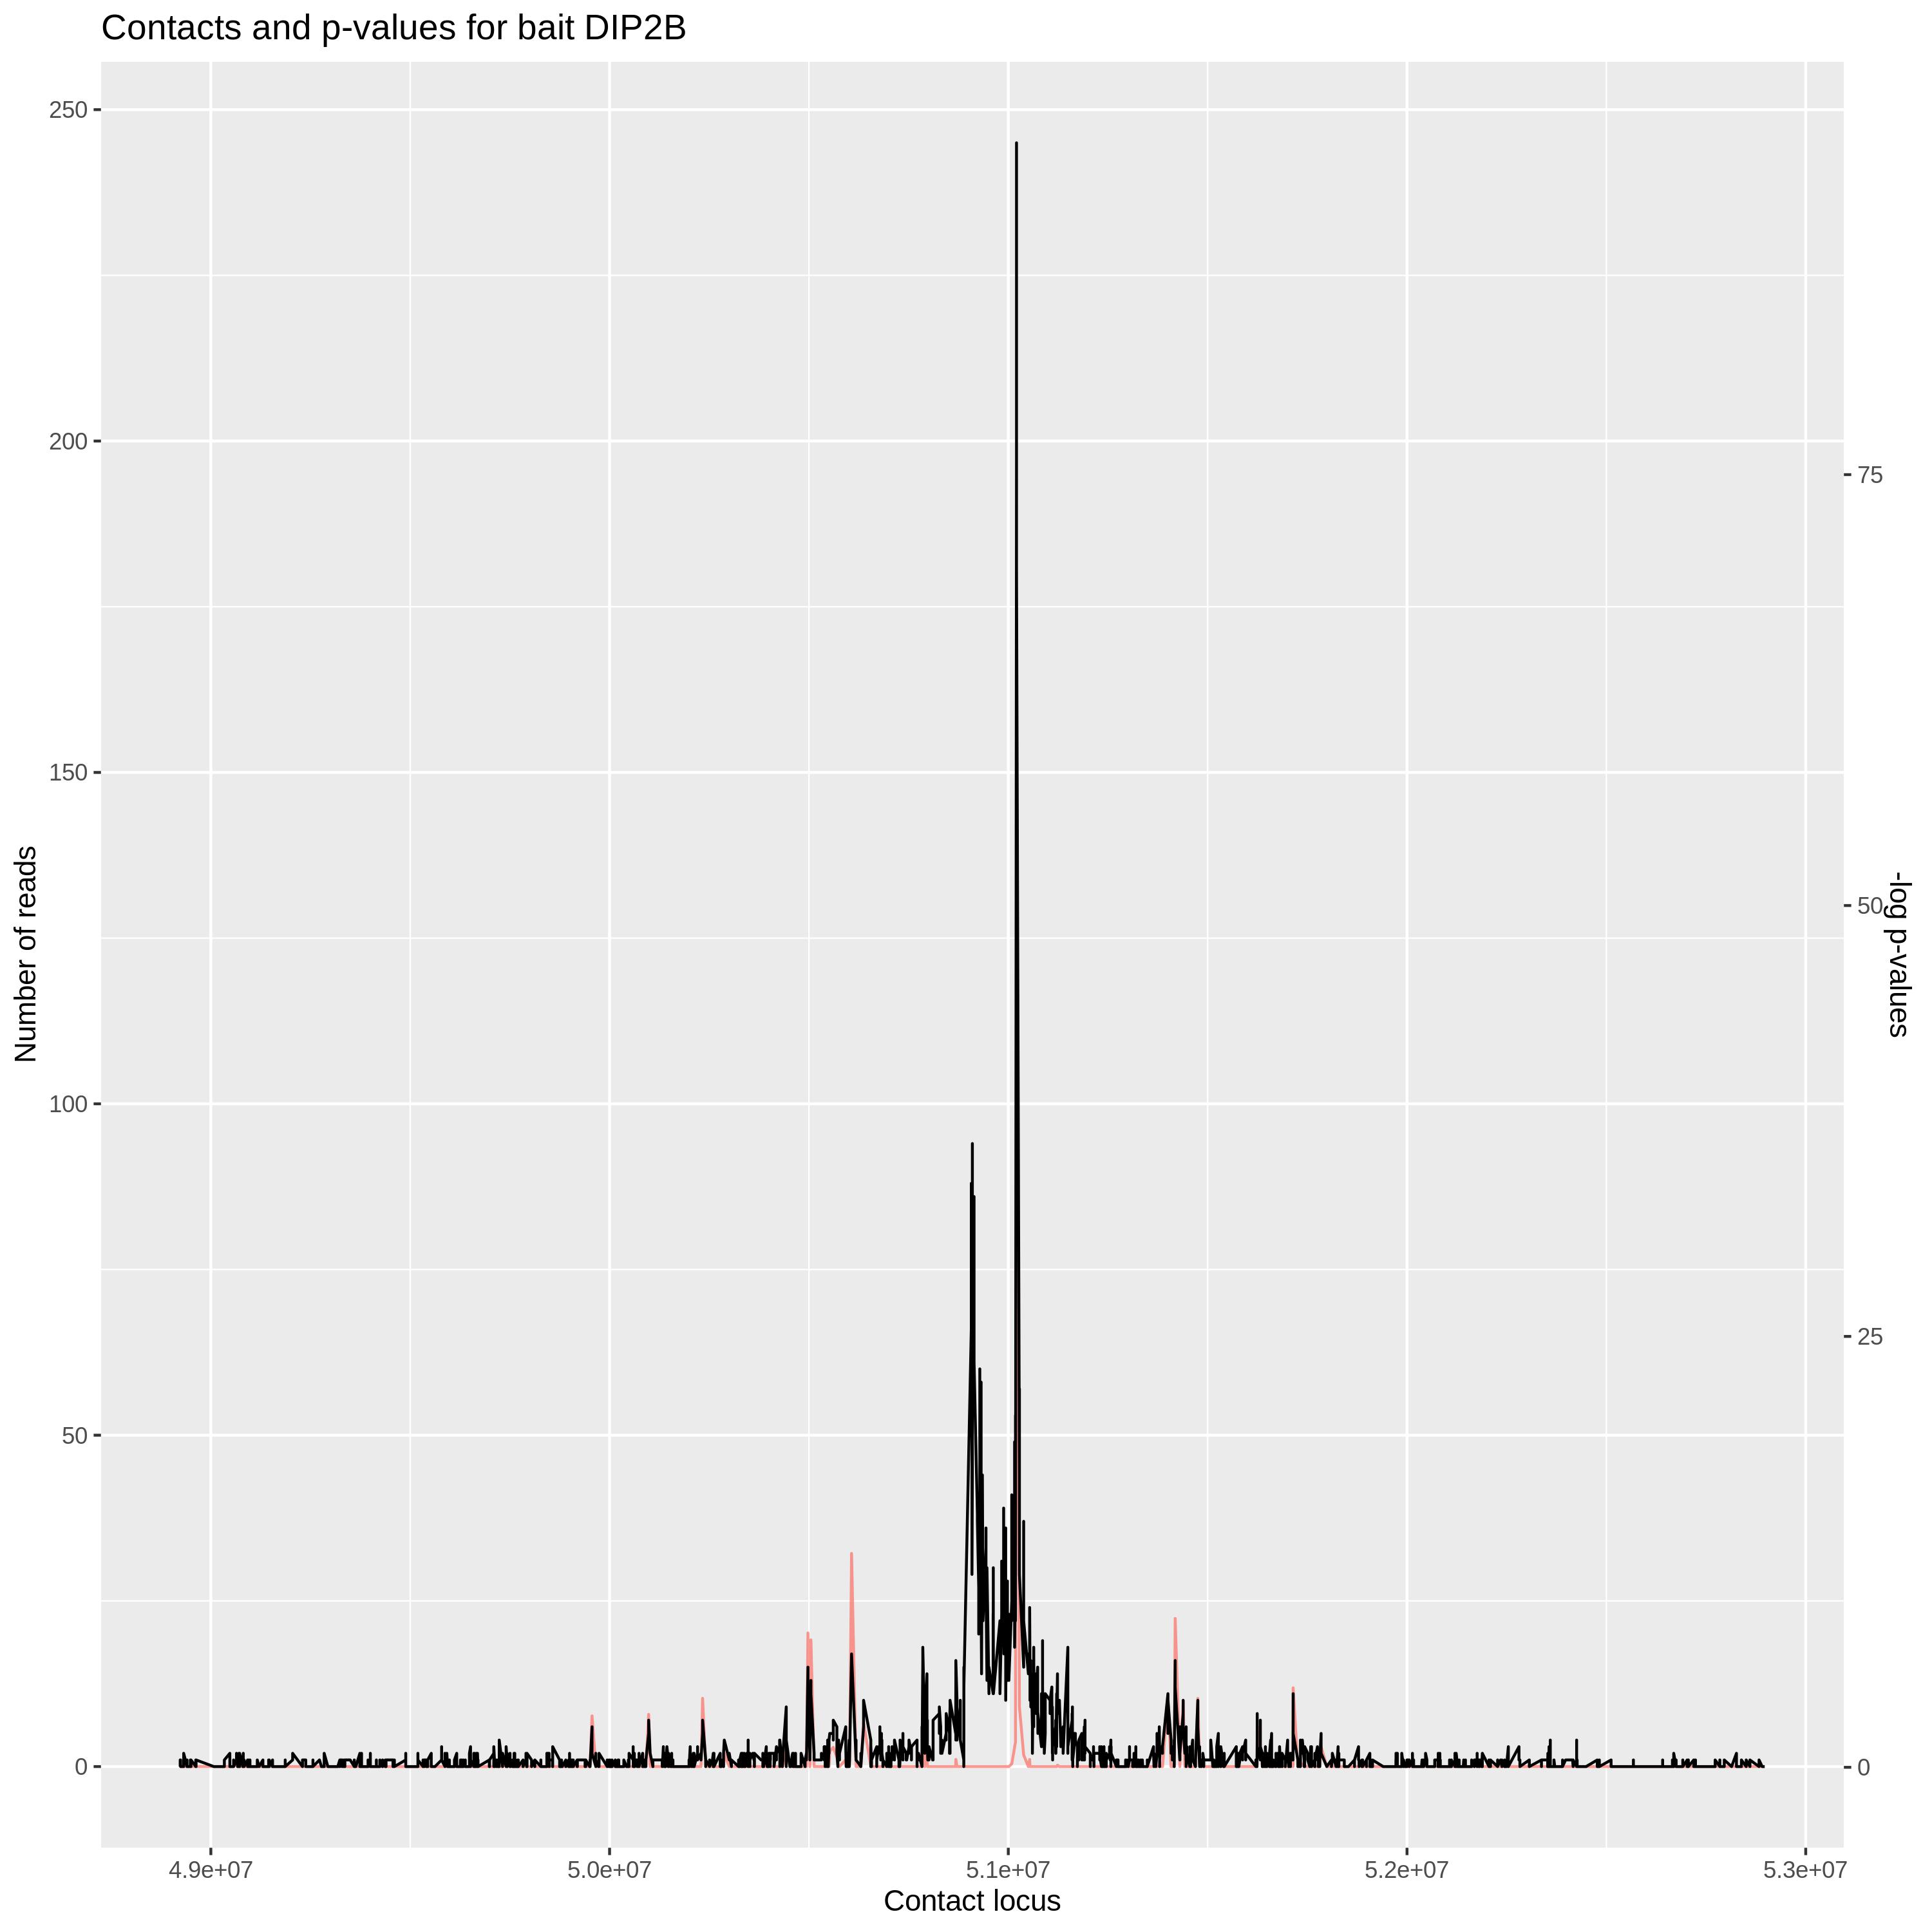 Contacts and p-values for bait DIP2B
250
200
150
100
50
0
Number of reads
75
50
25
0
-log p-values
4.9e+07
5.0e+07
5.1e+07
5.2e+07
5.3e+07
Contact locus